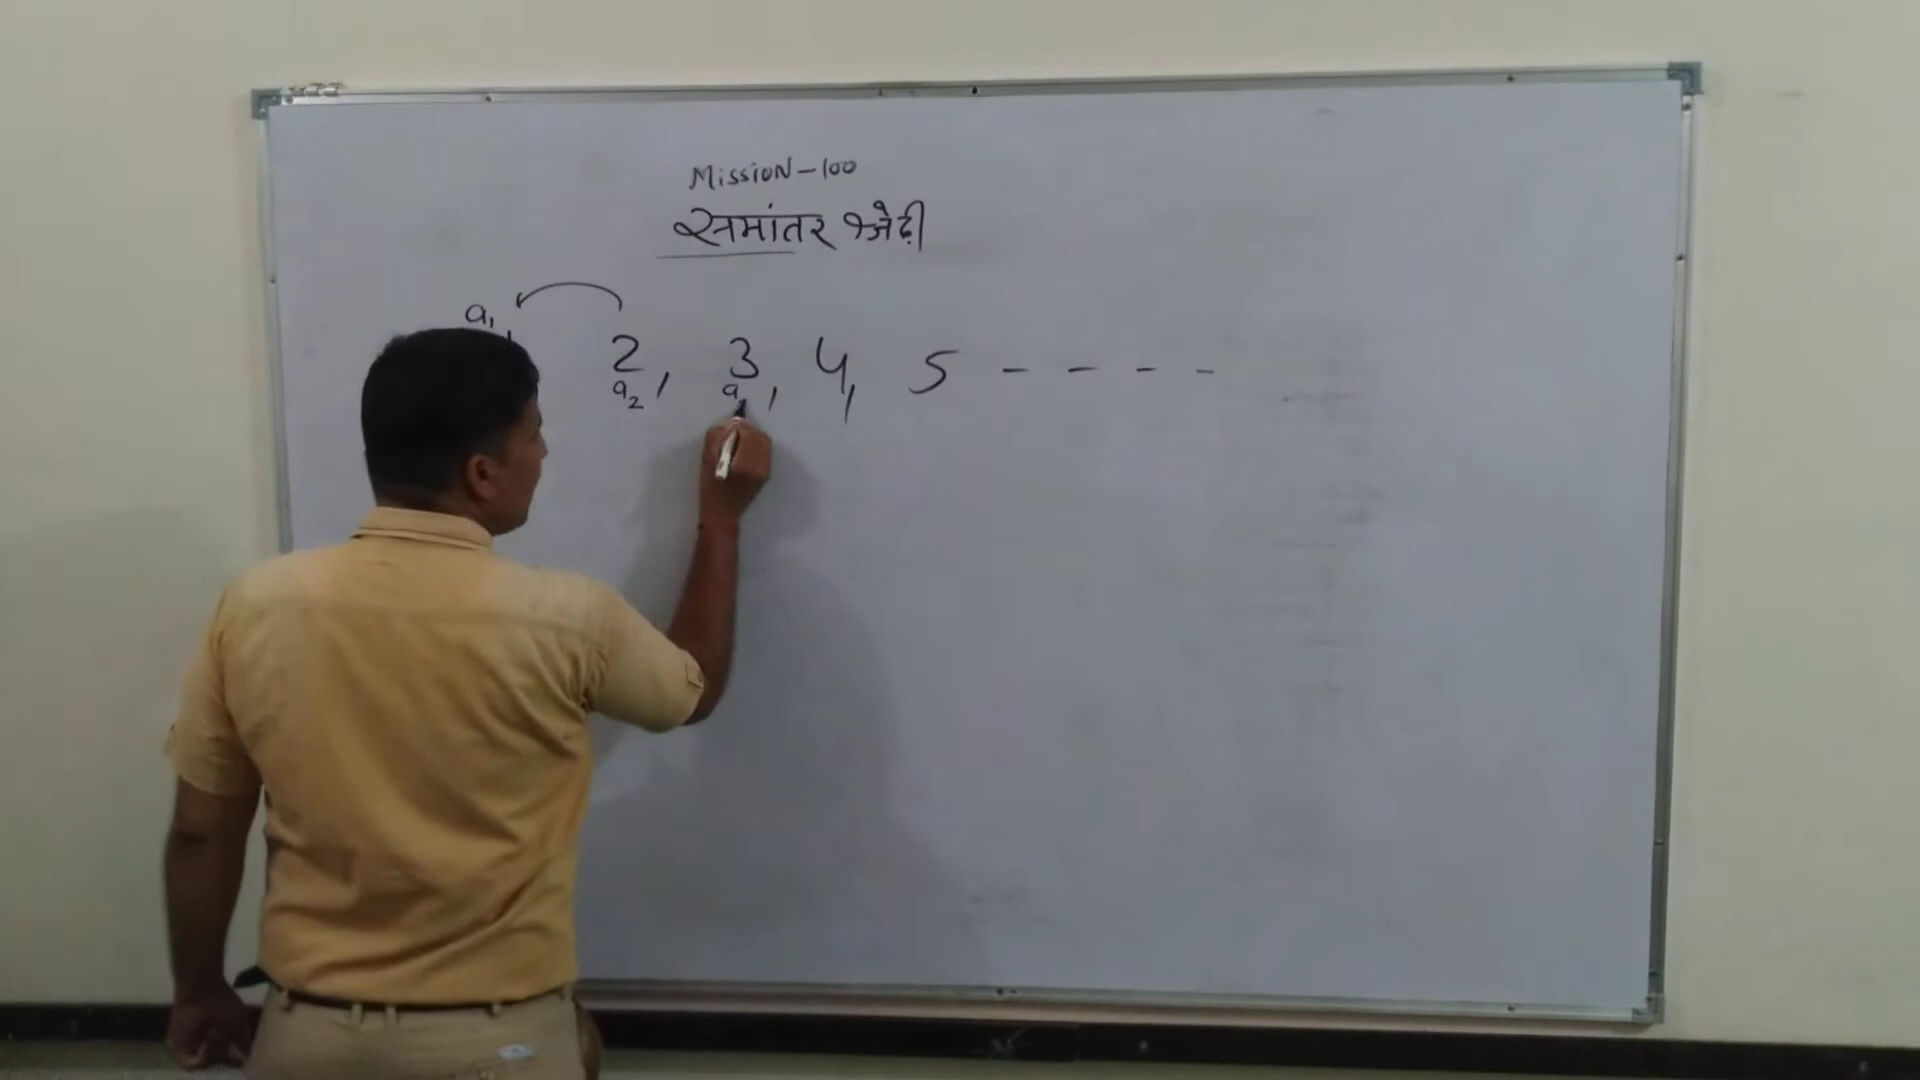 Mission-100
समांतर श्रेढ़ी
a₁
2, 3, 4, 5 - - - -
a₂ a